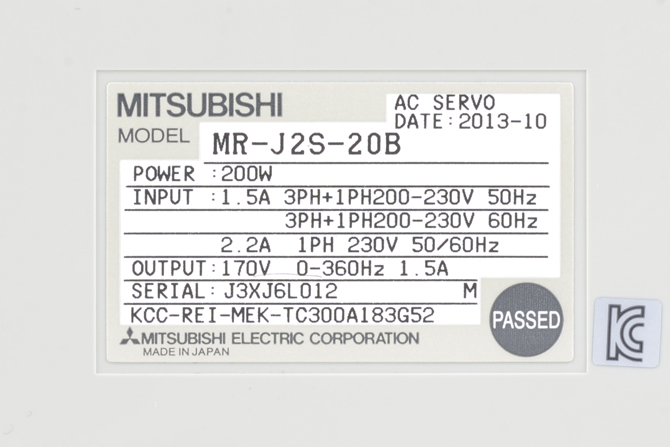 MITSUBISHI
AC SERVO
DATE:2013-10
MODEL MR-J2S-20B
POWER :200W
INPUT :1.5A 3PH+1PH200-230V 50Hz
3PH+1PH200-230V 60Hz
2.2A 1PH 230V 50/60Hz
OUTPUT:170V 0-360Hz 1.5A
SERIAL:J3XJ6L012 M
KCC-REI-MEK-TC300A183G52
PASSED
MITSUBISHI ELECTRIC CORPORATION
MADE IN JAPAN
KC